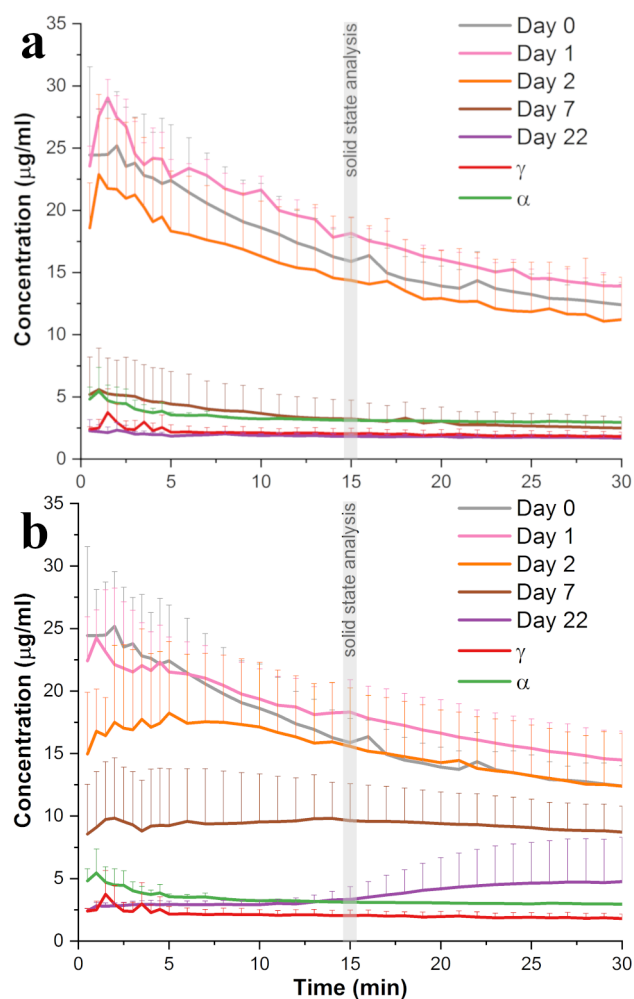 a
Concentration (µg/ml)
35
30
25
20
15
10
5
0
0
5
10
15
20
25
30
solid state analysis
Day 0
Day 1
Day 2
Day 7
Day 22
γ
α
b
Concentration (µg/ml)
35
30
25
20
15
10
5
0
0
5
10
15
20
25
30
Time (min)
solid state analysis
Day 0
Day 1
Day 2
Day 7
Day 22
γ
α